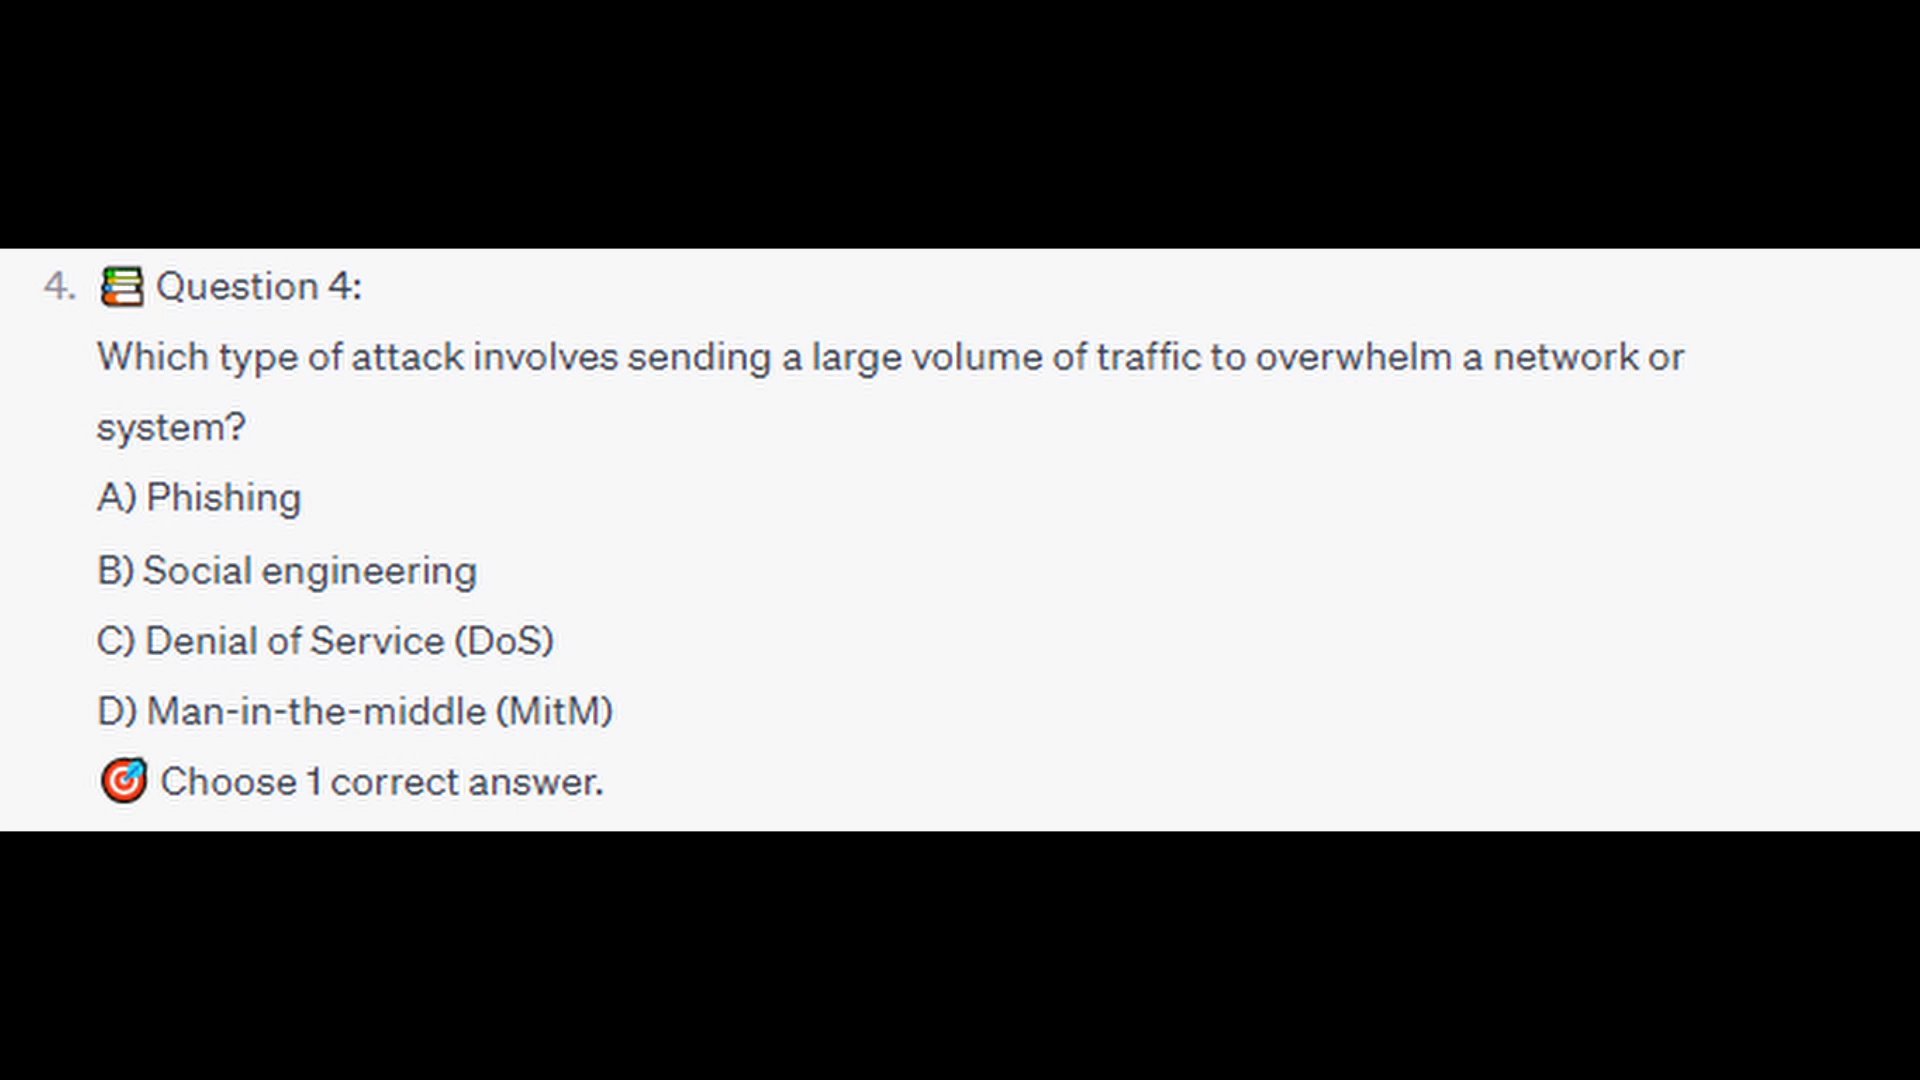 4. 📚 Question 4:
Which type of attack involves sending a large volume of traffic to overwhelm a network or
system?
A) Phishing
B) Social engineering
C) Denial of Service (DoS)
D) Man-in-the-middle (MitM)
🎯 Choose 1 correct answer.